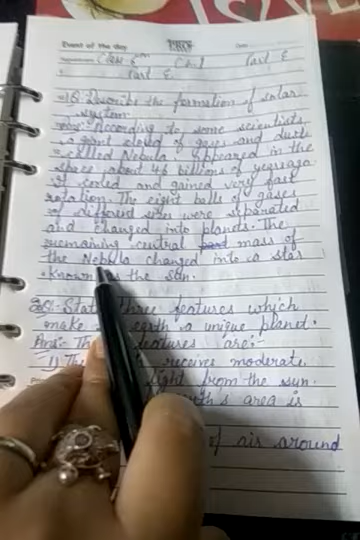 Event of the day Date
Class 6th Ch-1 Part E
Part E
Q Describe the formation of solar
system
Ans:- According to some scientists,
a giant cloud of gases and dust
called Nebula, appeared in the
space about 4.6 billions of years ago
It cooled and gained very fast
rotation. The eight balls of gases
of different sizes were separated
and changed into planets. The
remaining central mass of
the Nebula changed into a star
known as the sun.
State three features which
make earth a unique planet.
Ans:- features are:-
1) The receive moderate
light from the sun.
area is
of air around